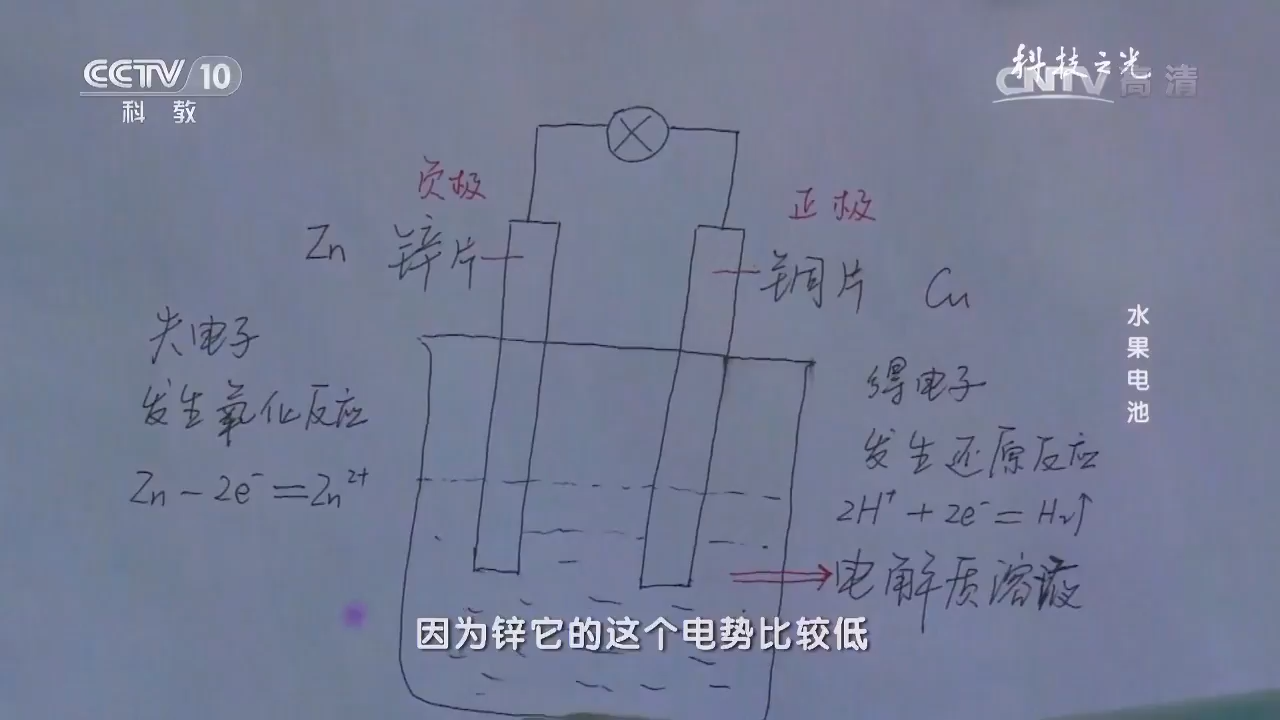 CCTV 10
科教
科技之光
CNTV 高清
负极
正极
Zn 锌片
铜片 Cu
失电子
发生氧化反应
Zn－2e⁻＝Zn²⁺
得电子
发生还原反应
2H⁺＋2e⁻＝H₂↑
电解质溶液
水果电池
因为锌它的这个电势比较低